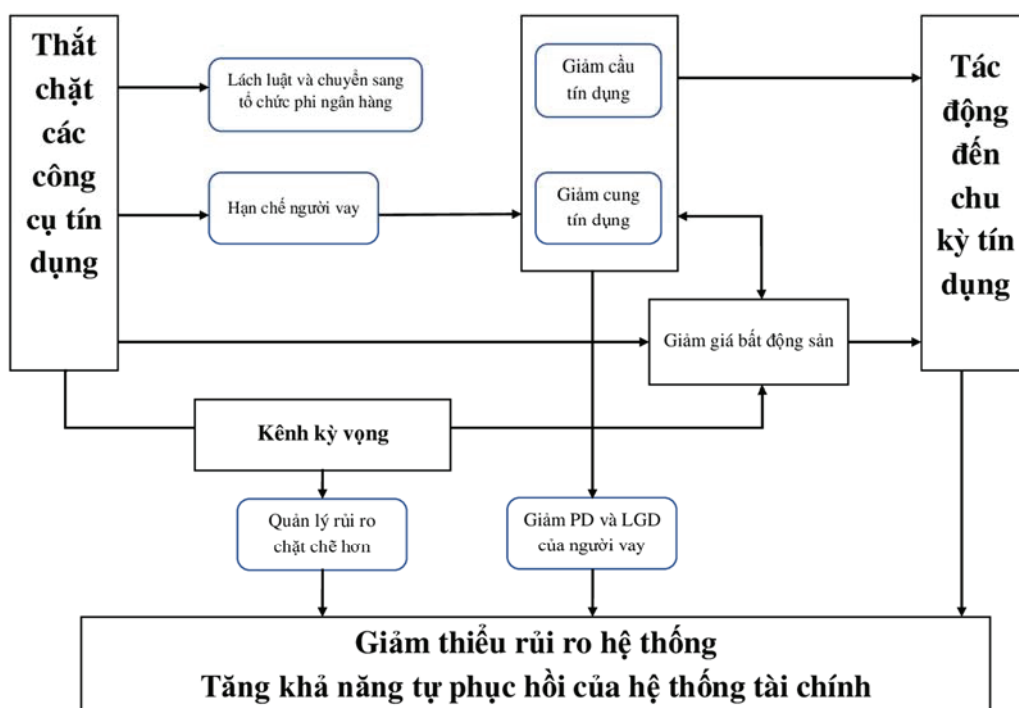 Thắt
chặt
các
công
cụ tín
dụng
Lách luật và chuyển sang
tổ chức phi ngân hàng
Hạn chế người vay
Giảm cầu
tín dụng
Giảm cung
tín dụng
Tác
động
đến
chu
kỳ tín
dụng
Giảm giá bất động sản
Kênh kỳ vọng
Quản lý rủi ro
chặt chẽ hơn
Giảm PD và LGD
của người vay
Giảm thiểu rủi ro hệ thống
Tăng khả năng tự phục hồi của hệ thống tài chính